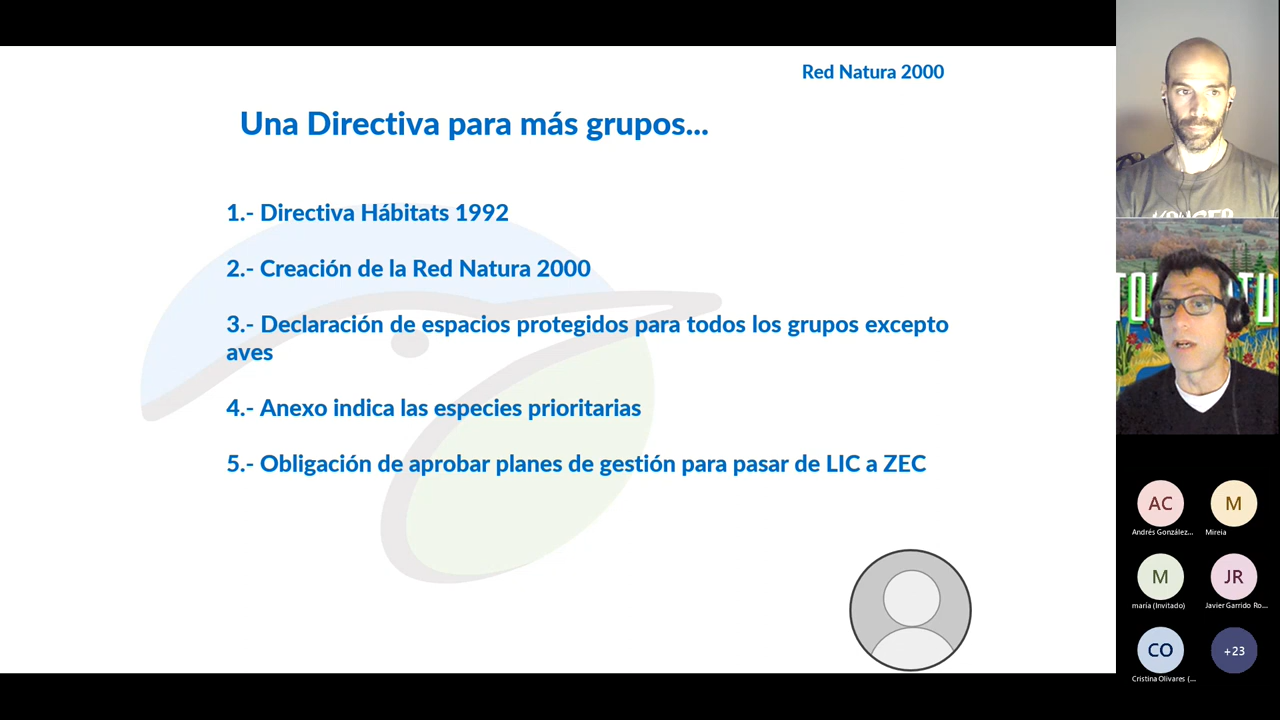 Red Natura 2000
Una Directiva para más grupos...
1.- Directiva Hábitats 1992
2.- Creación de la Red Natura 2000
3.- Declaración de espacios protegidos para todos los grupos excepto
aves
4.- Anexo indica las especies prioritarias
5.- Obligación de aprobar planes de gestión para pasar de LIC a ZEC
AC
M
Andrés González...
Mireia
M
JR
maría (Invitado)
Javier Garrido Ro...
CO
+23
Cristina Olivares (...